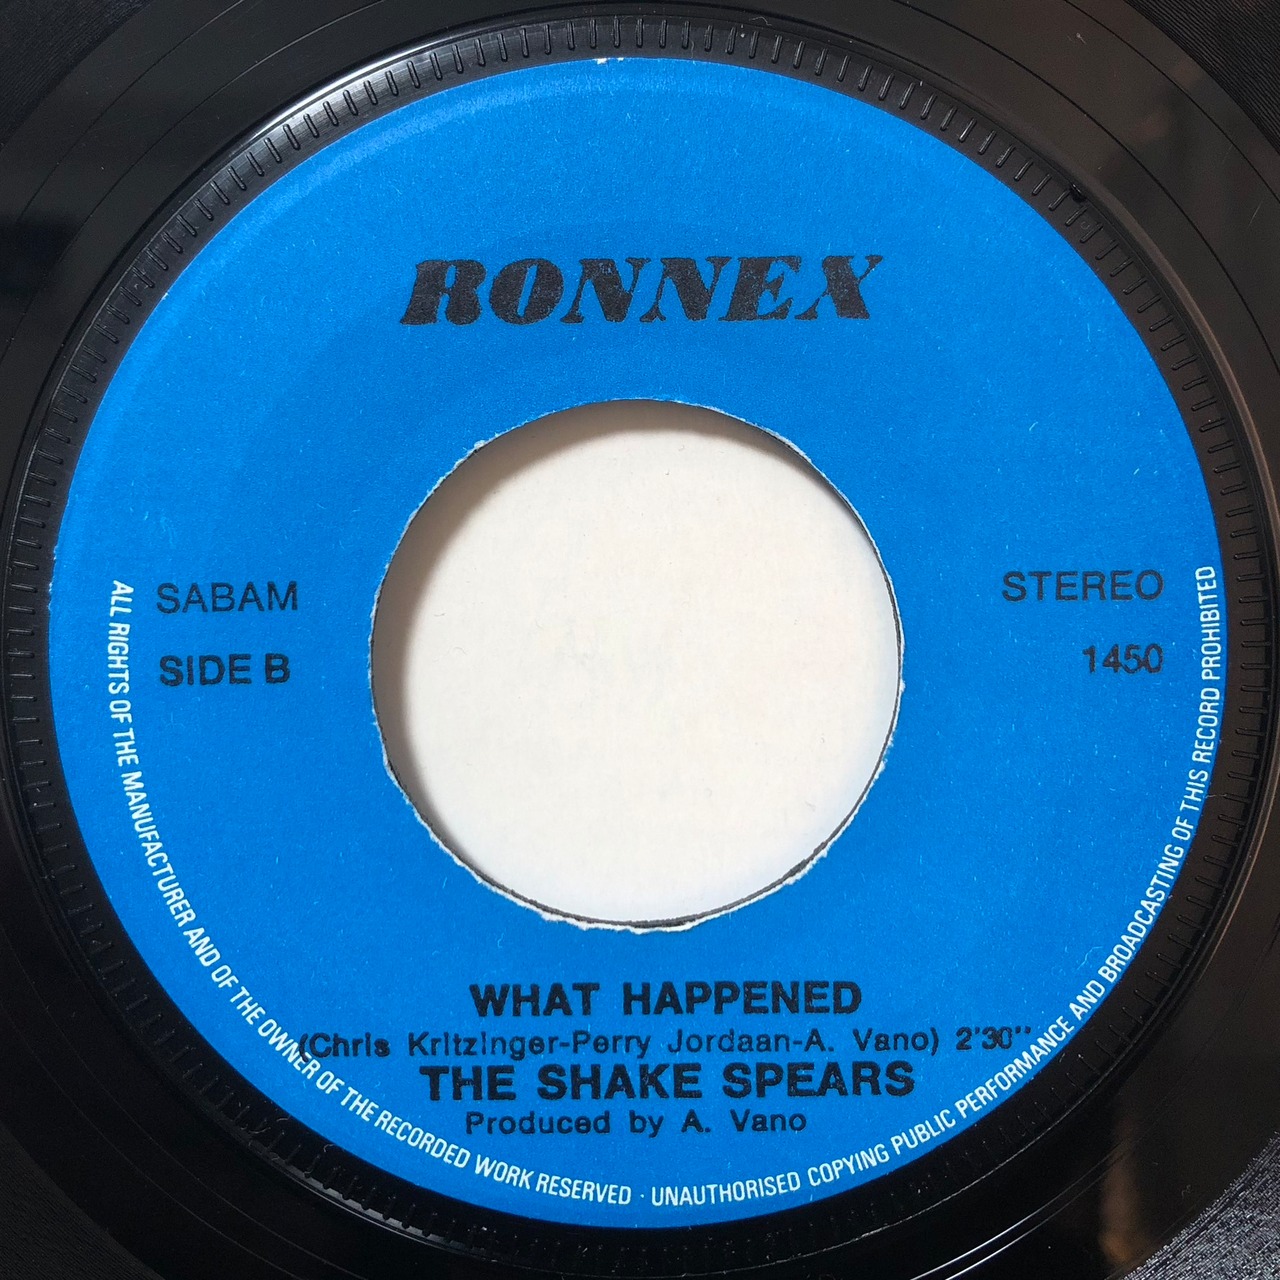 RONNEX
SABAM
SIDE B
STEREO
1450
WHAT HAPPENED
(Chris Kritzinger-Perry Jordaan-A. Vano) 2'30''
THE SHAKE SPEARS
Produced by A. Vano
ALL RIGHTS OF THE MANUFACTURER AND OF THE OWNER OF THE RECORDED WORK RESERVED · UNAUTHORISED COPYING PUBLIC PERFORMANCE AND BROADCASTING OF THIS RECORD PROHIBITED